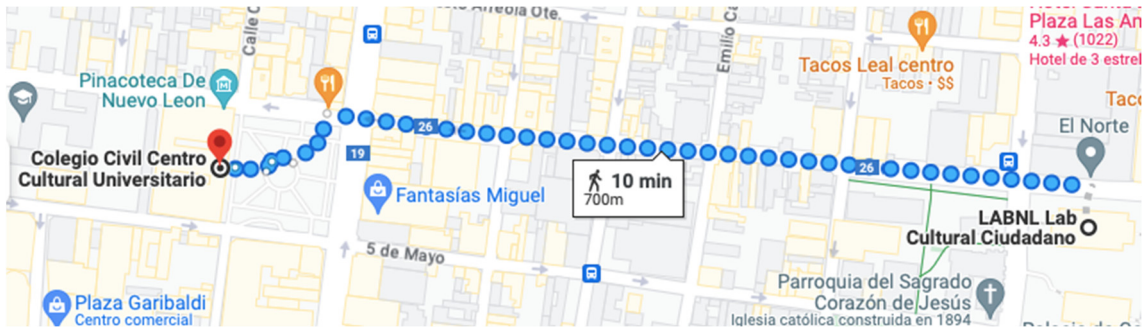 Calle C
Ote.
Emilio Ca
Plaza Las Am
4.3 ★ (1022)
Hotel de 3 estrel
Pinacoteca De
Nuevo Leon
Tacos Leal centro
Tacos • $$
Taco
El Norte
26
19
26
Colegio Civil Centro
Cultural Universitario
Fantasías Miguel
10 min
700m
LABNL Lab
Cultural Ciudadano
5 de Mayo
Plaza Garibaldi
Centro comercial
Parroquia del Sagrado
Corazón de Jesús
Iglesia católica construida en 1894